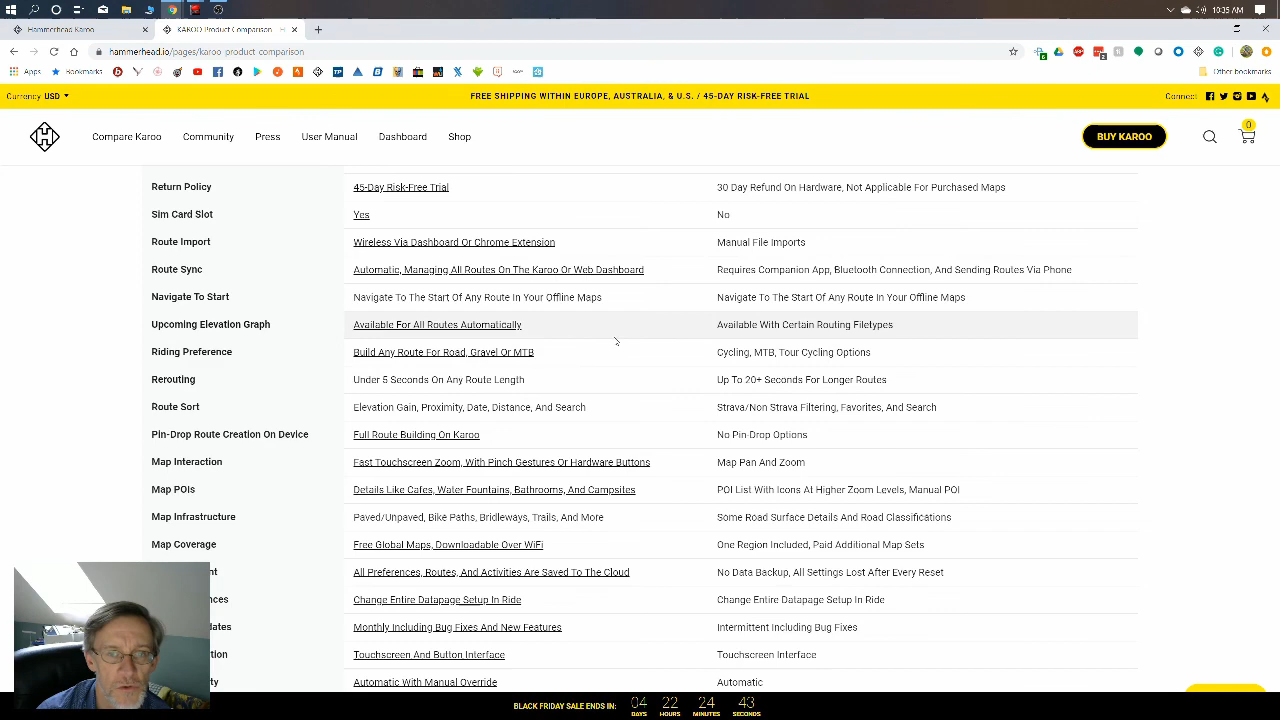 10:35 AM
Hammerhead Karoo
KAROO Product Comparison
hammerhead.io/pages/karoo-product-comparison
Apps
Bookmarks
Other bookmarks
Currency USD
FREE SHIPPING WITHIN EUROPE, AUSTRALIA, & U.S. / 45-DAY RISK-FREE TRIAL
Connect
Compare Karoo Community Press User Manual Dashboard Shop
BUY KAROO
0
Return Policy 45-Day Risk-Free Trial 30 Day Refund On Hardware, Not Applicable For Purchased Maps
Sim Card Slot Yes No
Route Import Wireless Via Dashboard Or Chrome Extension Manual File Imports
Route Sync Automatic, Managing All Routes On The Karoo Or Web Dashboard Requires Companion App, Bluetooth Connection, And Sending Routes Via Phone
Navigate To Start Navigate To The Start Of Any Route In Your Offline Maps Navigate To The Start Of Any Route In Your Offline Maps
Upcoming Elevation Graph Available For All Routes Automatically Available With Certain Routing Filetypes
Riding Preference Build Any Route For Road, Gravel Or MTB Cycling, MTB, Tour Cycling Options
Rerouting Under 5 Seconds On Any Route Length Up To 20+ Seconds For Longer Routes
Route Sort Elevation Gain, Proximity, Date, Distance, And Search Strava/Non Strava Filtering, Favorites, And Search
Pin-Drop Route Creation On Device Full Route Building On Karoo No Pin-Drop Options
Map Interaction Fast Touchscreen Zoom, With Pinch Gestures Or Hardware Buttons Map Pan And Zoom
Map POIs Details Like Cafes, Water Fountains, Bathrooms, And Campsites POI List With Icons At Higher Zoom Levels, Manual POI
Map Infrastructure Paved/Unpaved, Bike Paths, Bridleways, Trails, And More Some Road Surface Details And Road Classifications
Map Coverage Free Global Maps, Downloadable Over WiFi One Region Included, Paid Additional Map Sets
All Preferences, Routes, And Activities Are Saved To The Cloud No Data Backup, All Settings Lost After Every Reset
Change Entire Datapage Setup In Ride Change Entire Datapage Setup In Ride
Monthly Including Bug Fixes And New Features Intermittent Including Bug Fixes
Touchscreen And Button Interface Touchscreen Interface
Automatic With Manual Override Automatic
BLACK FRIDAY SALE ENDS IN: 04 22 24 43
DAYS HOURS MINUTES SECONDS